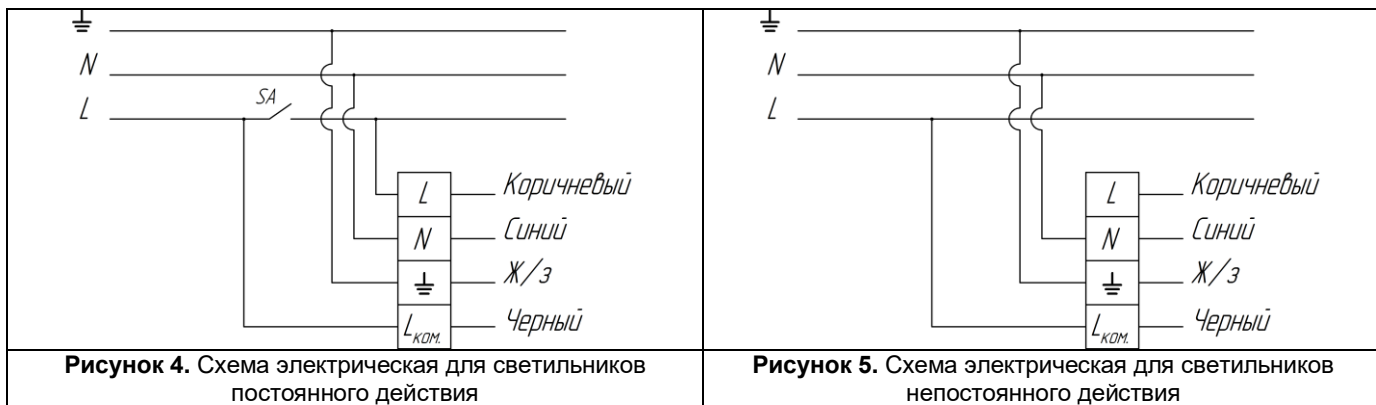 N
L
SA
L
Коричневый
N
Синий
Ж/з
Lком.
Черный
Рисунок 4. Схема электрическая для светильников
постоянного действия
N
L
L
Коричневый
N
Синий
Ж/з
Lком.
Черный
Рисунок 5. Схема электрическая для светильников
непостоянного действия